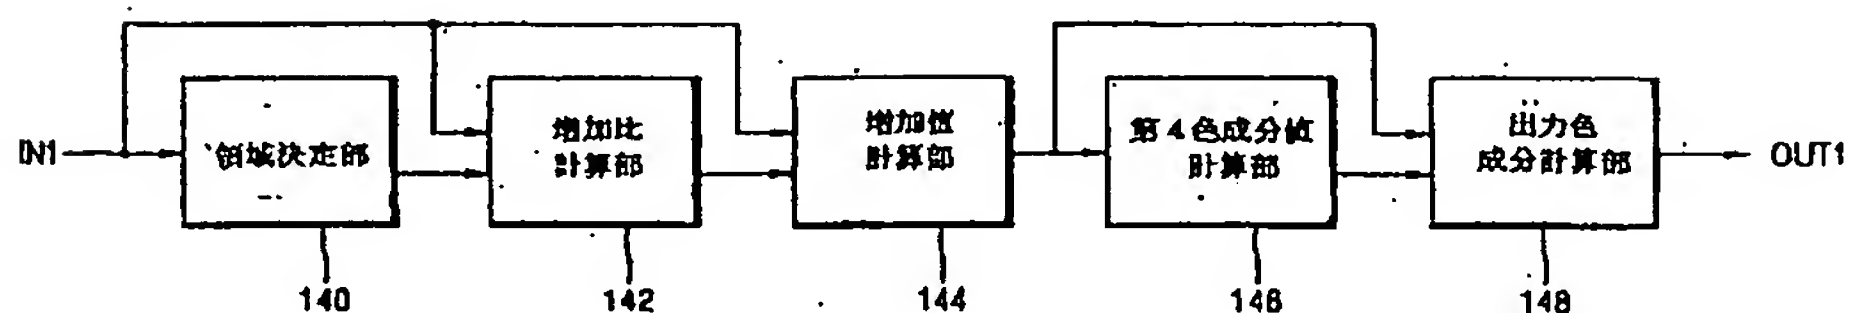 IN1
領域決定部
増加比
計算部
増加値
計算部
第4色成分値
計算部
出力色
成分計算部
OUT1
140
142
144
146
148